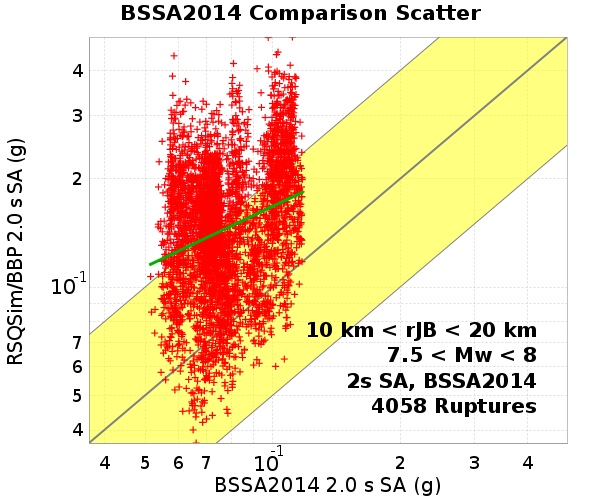 BSSA2014 Comparison Scatter
RSQSim/BBP 2.0 s SA (g)
4
3
2
10^-1
7
6
5
4
10 km < rJB < 20 km
7.5 < Mw < 8
2s SA, BSSA2014
4058 Ruptures
4 5 6 7 10^-1 2 3 4
BSSA2014 2.0 s SA (g)